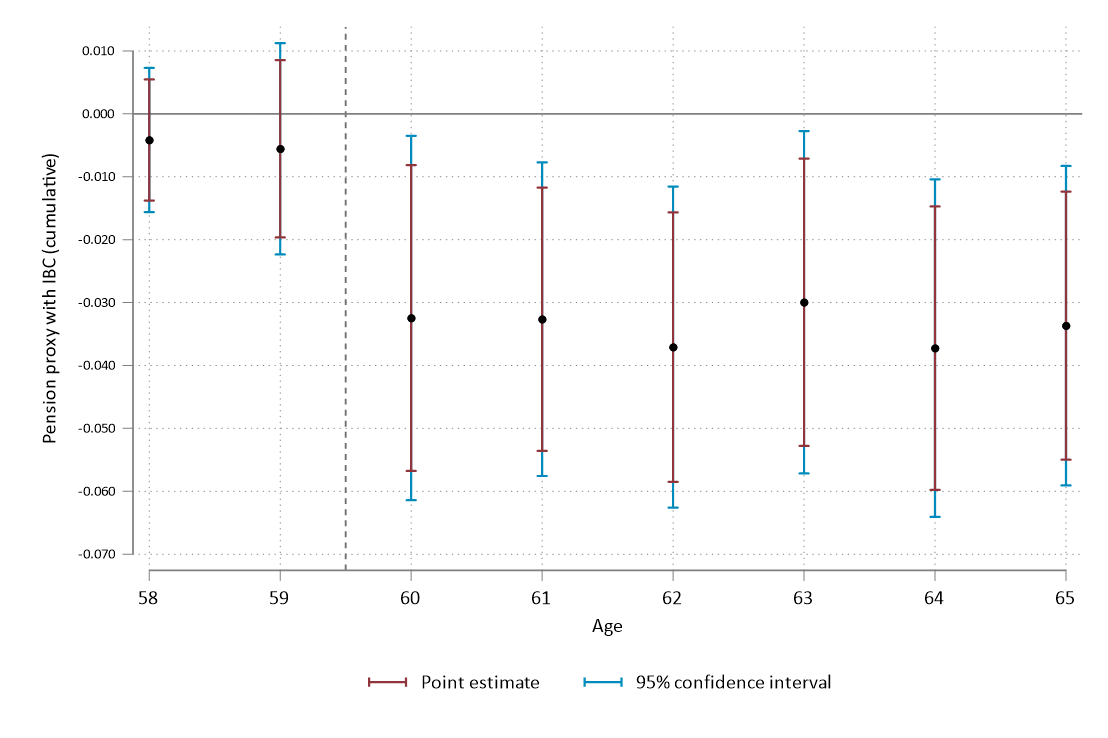 Pension proxy with IBC (cumulative)
0.010
0.000
-0.010
-0.020
-0.030
-0.040
-0.050
-0.060
-0.070
58 59 60 61 62 63 64 65
Age
Point estimate 95% confidence interval